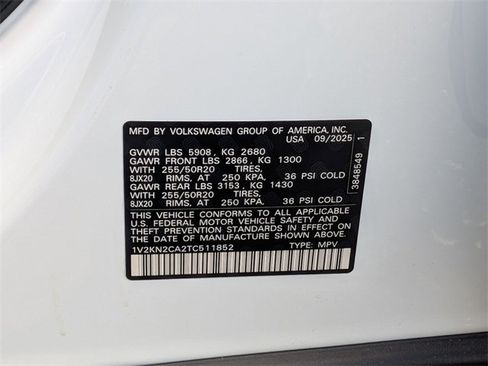 MFD BY VOLKSWAGEN GROUP OF AMERICA, INC.
USA 09/2025
GVWR LBS 5908, KG 2680
GAWR FRONT LBS 2866, KG 1300
WITH 255/50R20 TIRES,
8JX20 RIMS, AT 250 KPA, 36 PSI COLD
GAWR REAR LBS 3153, KG 1430
WITH 255/50R20 TIRES,
8JX20 RIMS, AT 250 KPA, 36 PSI COLD
THIS VEHICLE CONFORMS TO ALL APPLICABLE
U.S. FEDERAL MOTOR VEHICLE SAFETY AND
THEFT PREVENTION STANDARDS IN EFFECT ON
THE DATE OF MANUFACTURE SHOWN ABOVE.
1V2KN2CA2TC511852 TYPE: MPV
3848549 1